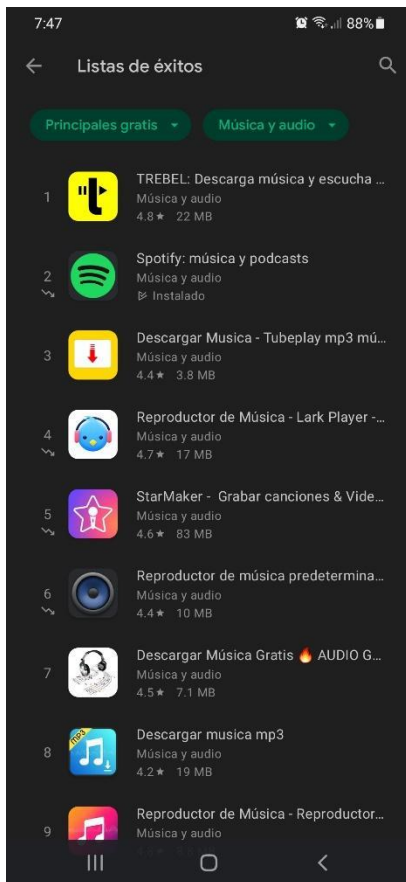 7:47 88%
Listas de éxitos
Principales gratis Música y audio
1 TREBEL: Descarga música y escucha ...
Música y audio
4.8★ 22 MB
2 Spotify: música y podcasts
Música y audio
Instalado
3 Descargar Musica - Tubeplay mp3 mú...
Música y audio
4.4★ 3.8 MB
4 Reproductor de Música - Lark Player -...
Música y audio
4.7★ 17 MB
5 StarMaker - Grabar canciones & Vide...
Música y audio
4.6★ 83 MB
6 Reproductor de música predetermina...
Música y audio
4.4★ 10 MB
7 Descargar Música Gratis 🔥 AUDIO G...
Música y audio
4.5★ 7.1 MB
8 mp3 Descargar musica mp3
Música y audio
4.2★ 19 MB
9 Reproductor de Música - Reproductor...
Música y audio